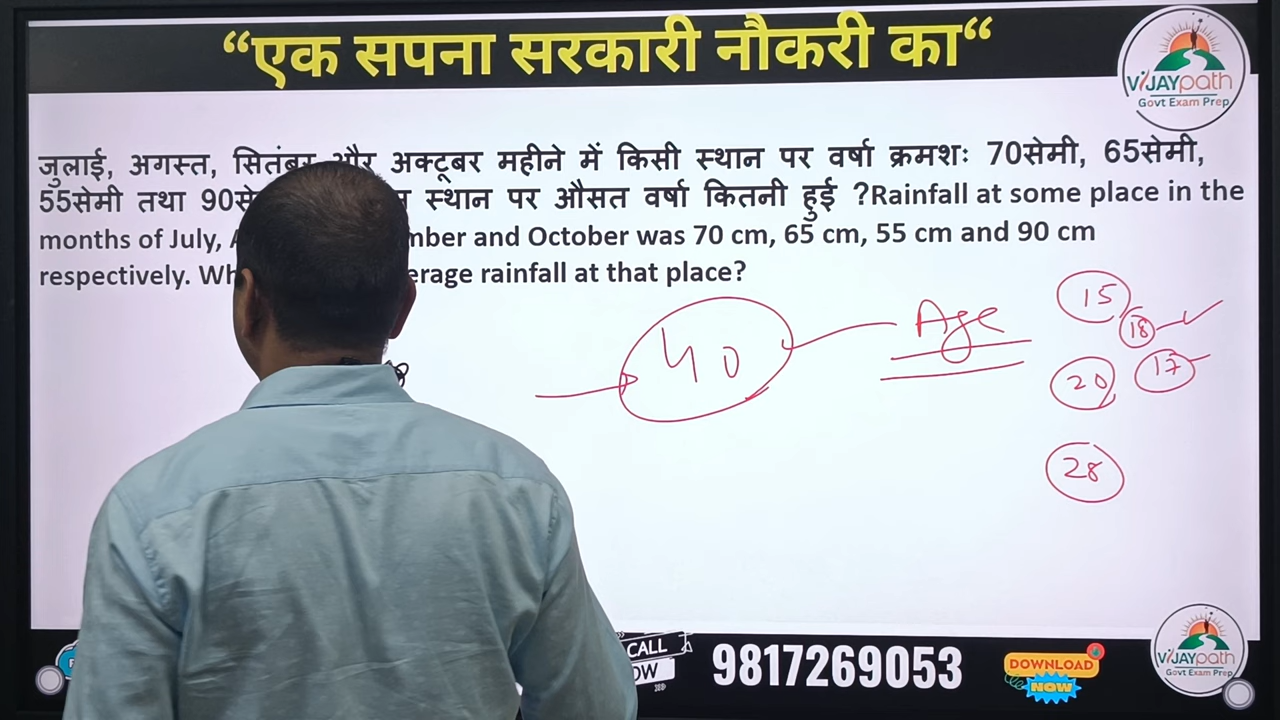 “एक सपना सरकारी नौकरी का“
VIJAYpath
Govt Exam Prep
जुलाई, अगस्त, सितंबर और अक्टूबर महीने में किसी स्थान पर वर्षा क्रमशः 70सेमी, 65सेमी,
55सेमी तथा 90से स्थान पर औसत वर्षा कितनी हुई ?Rainfall at some place in the
months of July, mber and October was 70 cm, 65 cm, 55 cm and 90 cm
respectively. Wh erage rainfall at that place?
40 Age 15
18
20 17
28
CALL
OW
9817269053
DOWNLOAD
NOW
VIJAYpath
Govt Exam Prep